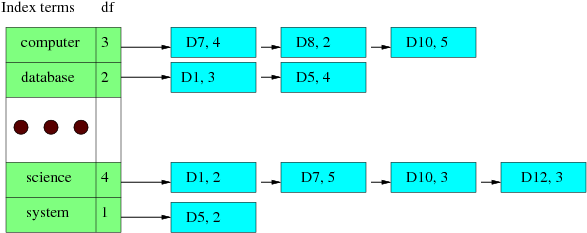 Index terms df
computer 3 D7, 4 D8, 2 D10, 5
database 2 D1, 3 D5, 4
science 4 D1, 2 D7, 5 D10, 3 D12, 3
system 1 D5, 2